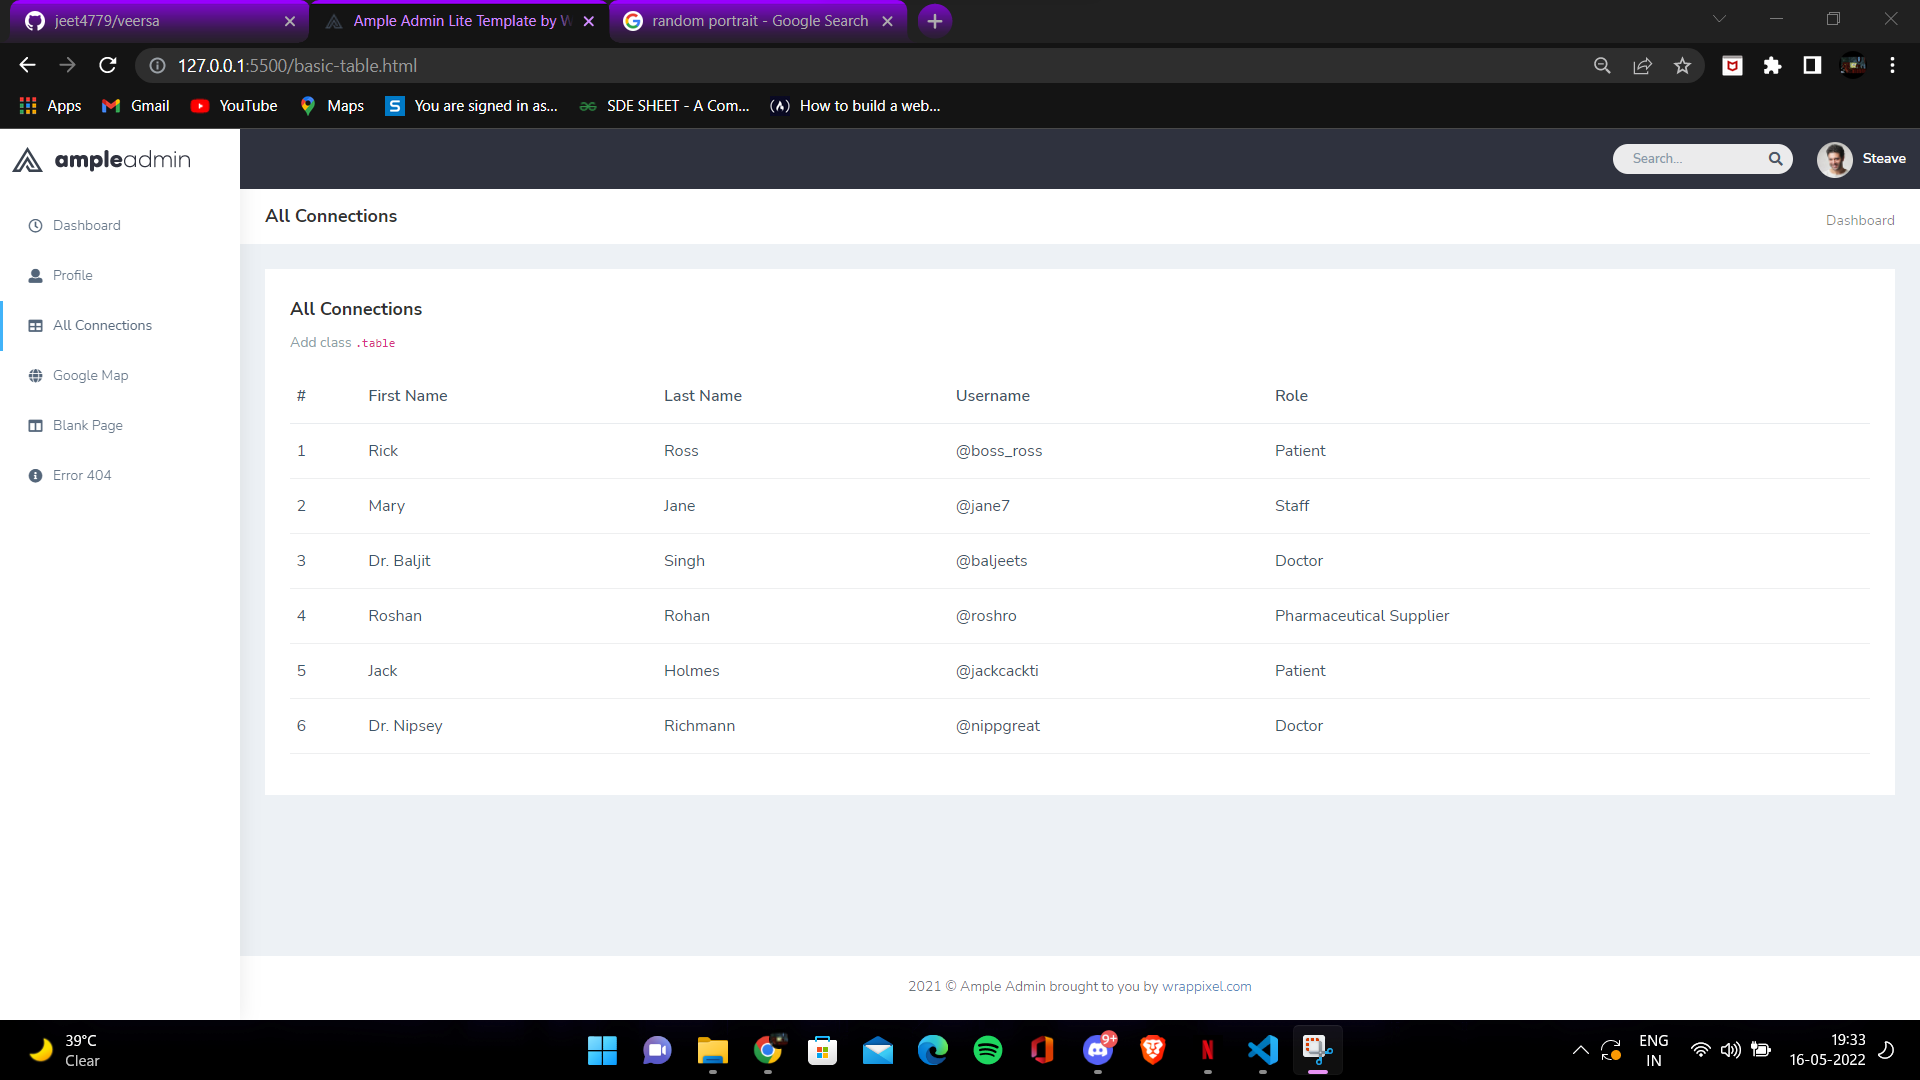 jeet4779/veersa
Ample Admin Lite Template by W
random portrait - Google Search
127.0.0.1:5500/basic-table.html
Apps
Gmail
YouTube
Maps
S
You are signed in as...
SDE SHEET - A Com...
How to build a web...
ampleadmin
Search...
Steave
Dashboard
Profile
All Connections
Google Map
Blank Page
Error 404
All Connections
Dashboard
All Connections
Add class .table
# First Name Last Name Username Role
1 Rick Ross @boss_ross Patient
2 Mary Jane @jane7 Staff
3 Dr. Baljit Singh @baljeets Doctor
4 Roshan Rohan @roshro Pharmaceutical Supplier
5 Jack Holmes @jackcackti Patient
6 Dr. Nipsey Richmann @nippgreat Doctor
2021 © Ample Admin brought to you by wrappixel.com
39°C
Clear
9+
ENG
IN
19:33
16-05-2022